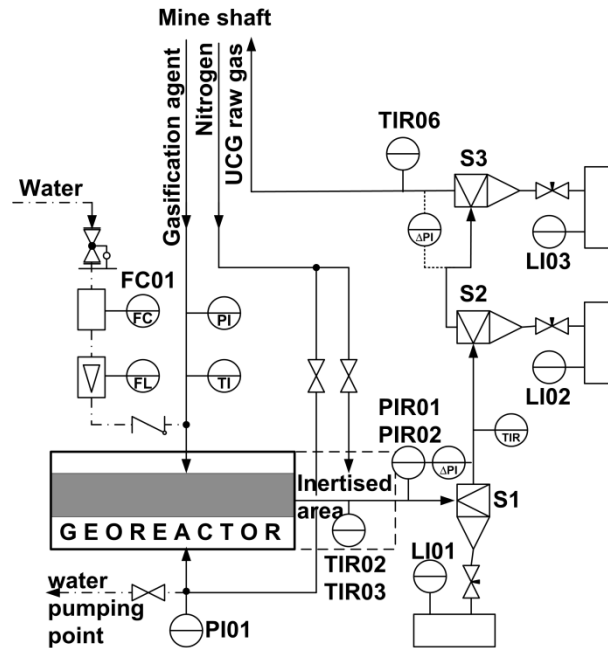 Mine shaft
Gasification agent
Nitrogen
UCG raw gas
TIR06
S3
Water
ΔPI
FC01
LI03
S2
FC
PI
FL
TI
LI02
PIR01
PIR02
TIR
ΔPI
Inertised
area
S1
GEOREACTOR
TIR02
TIR03
LI01
water
pumping
point
PI01